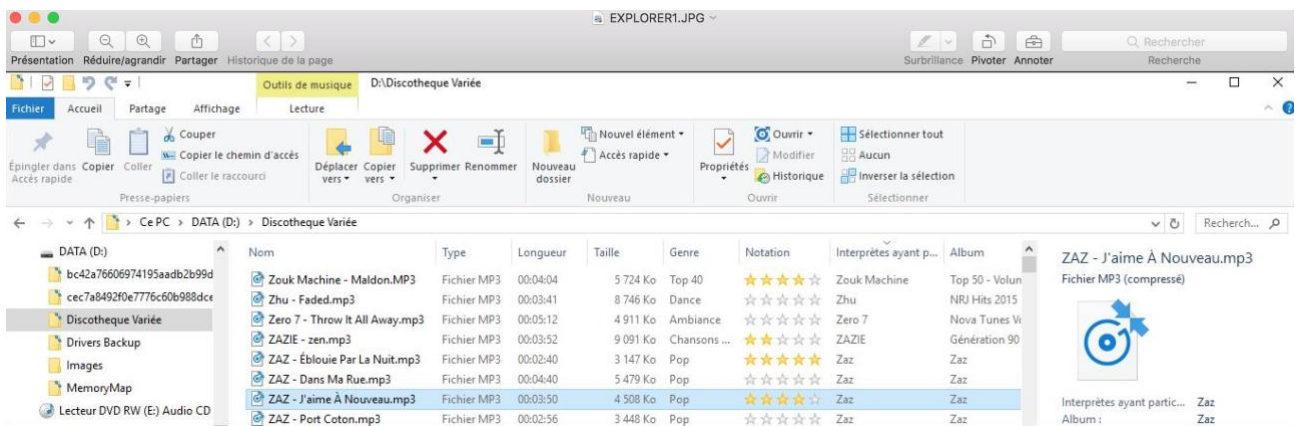 EXPLORER1.JPG
Présentation Réduire/agrandir Partager Historique de la page Surbrillance Pivoter Annoter Rechercher
Recherche
Outils de musique D:\Discotheque Variée
Fichier Accueil Partage Affichage Lecture
Épingler dans Accès rapide Copier Coller
Couper
Copier le chemin d'accès
Coller le raccourci
Presse-papiers
Déplacer vers Copier vers Supprimer Renommer
Organiser
Nouveau dossier
Nouvel élément
Accès rapide
Nouveau
Propriétés
Ouvrir
Modifier
Historique
Ouvrir
Sélectionner tout
Aucun
Inverser la sélection
Sélectionner
Ce PC > DATA (D:) > Discotheque Variée Recherch...
DATA (D:)
bc42a76606974195aadb2b99d
cec7a8492f0e7776c60b988dce
Discotheque Variée
Drivers Backup
Images
MemoryMap
Lecteur DVD RW (E:) Audio CD
Nom Type Longueur Taille Genre Notation Interprètes ayant p... Album
Zouk Machine - Maldon.MP3 Fichier MP3 00:04:04 5 724 Ko Top 40 Zouk Machine Top 50 - Volun
Zhu - Faded.mp3 Fichier MP3 00:03:41 8 746 Ko Dance Zhu NRJ Hits 2015
Zero 7 - Throw It All Away.mp3 Fichier MP3 00:05:12 4 911 Ko Ambiance Zero 7 Nova Tunes Vo
ZAZIE - zen.mp3 Fichier MP3 00:03:52 9 091 Ko Chansons ... ZAZIE Génération 90
ZAZ - Éblouie Par La Nuit.mp3 Fichier MP3 00:02:40 3 147 Ko Pop Zaz Zaz
ZAZ - Dans Ma Rue.mp3 Fichier MP3 00:04:40 5 479 Ko Pop Zaz Zaz
ZAZ - J'aime À Nouveau.mp3 Fichier MP3 00:03:50 4 508 Ko Pop Zaz Zaz
ZAZ - Port Coton.mp3 Fichier MP3 00:02:56 3 448 Ko Pop Zaz Zaz
ZAZ - J'aime À Nouveau.mp3
Fichier MP3 (compressé)
Interprètes ayant partic... Zaz
Album : Zaz